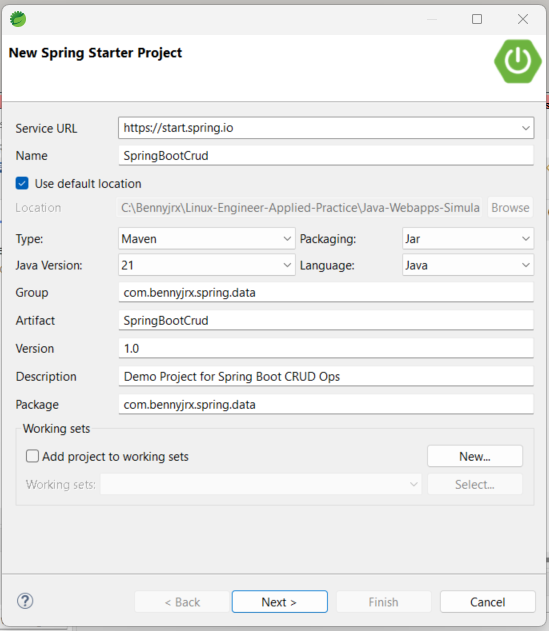 New Spring Starter Project
Service URL https://start.spring.io
Name SpringBootCrud
Use default location
Location C:\Bennyjrx\Linux-Engineer-Applied-Practice\Java-Webapps-Simula Browse
Type: Maven Packaging: Jar
Java Version: 21 Language: Java
Group com.bennyjrx.spring.data
Artifact SpringBootCrud
Version 1.0
Description Demo Project for Spring Boot CRUD Ops
Package com.bennyjrx.spring.data
Working sets
Add project to working sets New...
Working sets: Select...
? < Back Next > Finish Cancel